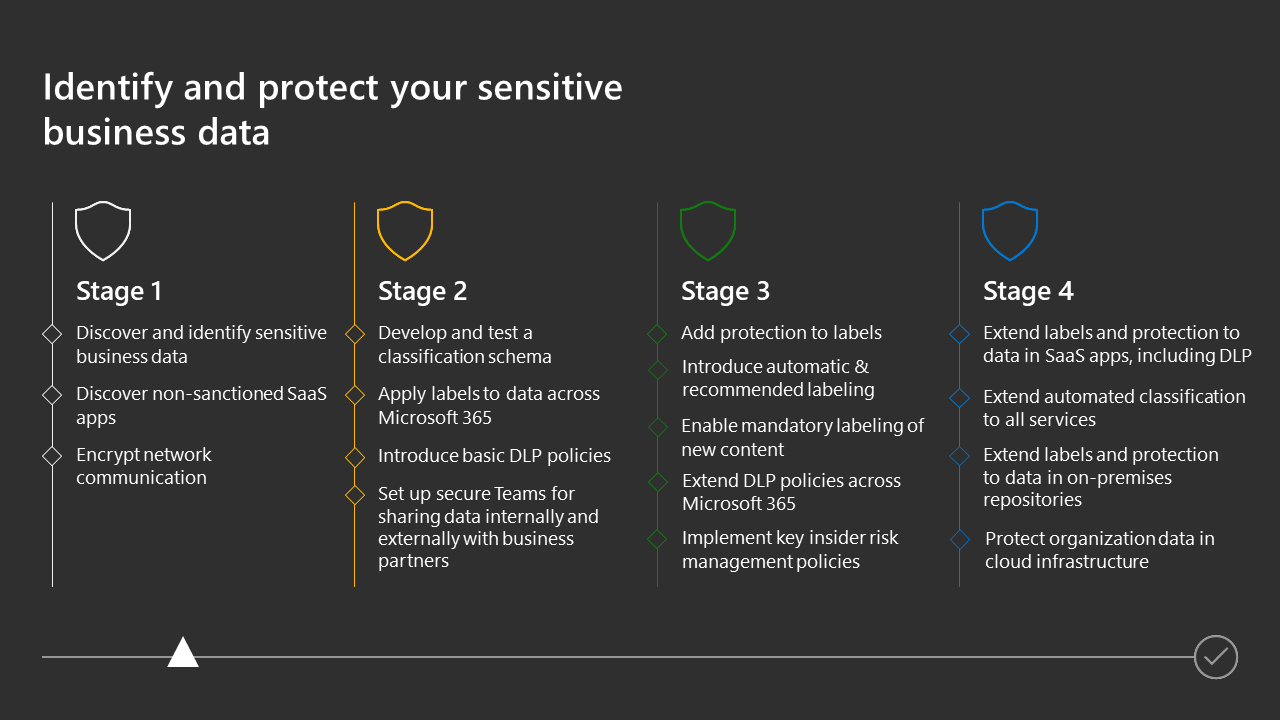 Identify and protect your sensitive
business data
Stage 1
Discover and identify sensitive
business data
Discover non-sanctioned SaaS
apps
Encrypt network
communication
Stage 2
Develop and test a
classification schema
Apply labels to data across
Microsoft 365
Introduce basic DLP policies
Set up secure Teams for
sharing data internally and
externally with business
partners
Stage 3
Add protection to labels
Introduce automatic &
recommended labeling
Enable mandatory labeling of
new content
Extend DLP policies across
Microsoft 365
Implement key insider risk
management policies
Stage 4
Extend labels and protection to
data in SaaS apps, including DLP
Extend automated classification
to all services
Extend labels and protection
to data in on-premises
repositories
Protect organization data in
cloud infrastructure